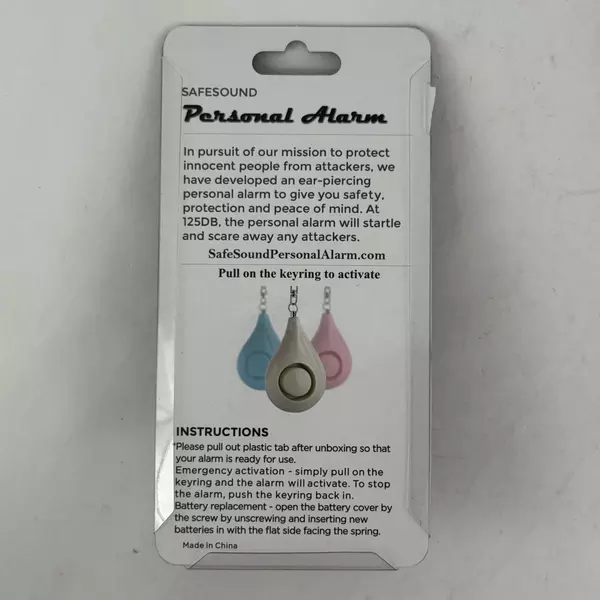 SAFESOUND
Personal Alarm
In pursuit of our mission to protect
innocent people from attackers, we
have developed an ear-piercing
personal alarm to give you safety,
protection and peace of mind. At
125DB, the personal alarm will startle
and scare away any attackers.
SafeSoundPersonalAlarm.com
Pull on the keyring to activate
INSTRUCTIONS
*Please pull out plastic tab after unboxing so that
your alarm is ready for use.
Emergency activation - simply pull on the
keyring and the alarm will activate. To stop
the alarm, push the keyring back in.
Battery replacement - open the battery cover by
the screw by unscrewing and inserting new
batteries in with the flat side facing the spring.
Made in China